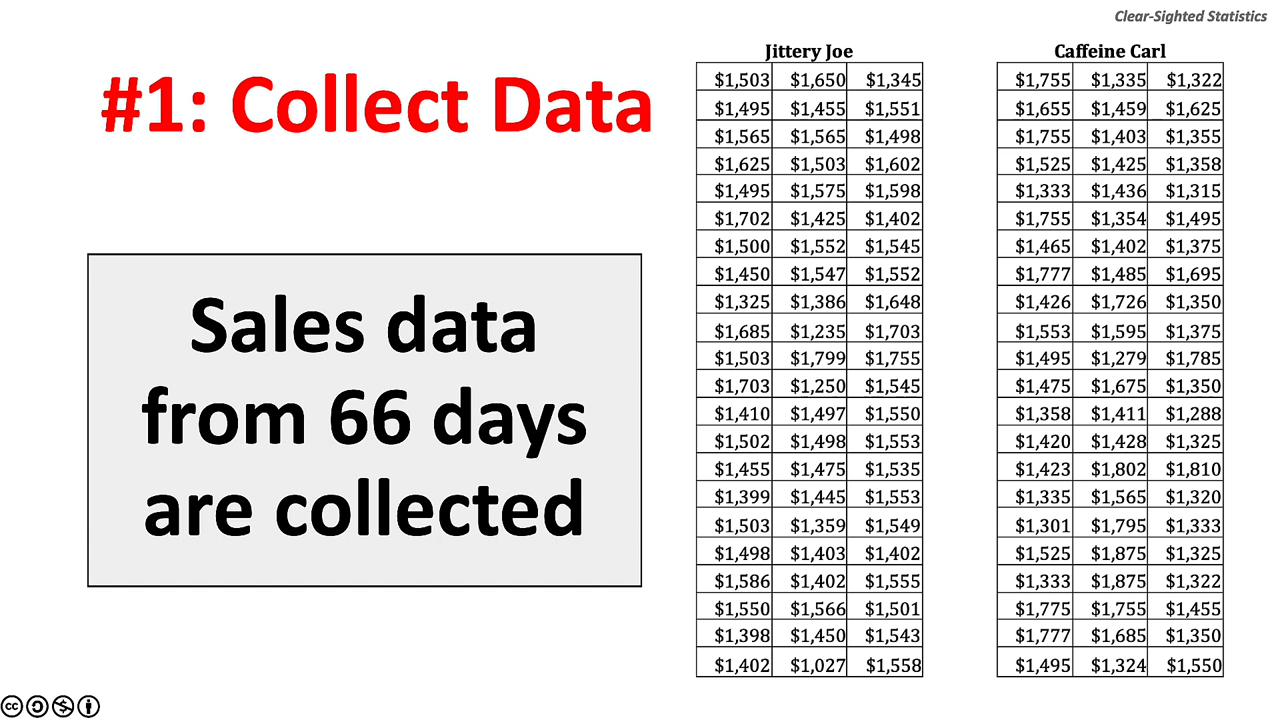 Clear-Sighted Statistics
#1: Collect Data
Sales data
from 66 days
are collected
Jittery Joe
$1,503 $1,650 $1,345
$1,495 $1,455 $1,551
$1,565 $1,565 $1,498
$1,625 $1,503 $1,602
$1,495 $1,575 $1,598
$1,702 $1,425 $1,402
$1,500 $1,552 $1,545
$1,450 $1,547 $1,552
$1,325 $1,386 $1,648
$1,685 $1,235 $1,703
$1,503 $1,799 $1,755
$1,703 $1,250 $1,545
$1,410 $1,497 $1,550
$1,502 $1,498 $1,553
$1,455 $1,475 $1,535
$1,399 $1,445 $1,553
$1,503 $1,359 $1,549
$1,498 $1,403 $1,402
$1,586 $1,402 $1,555
$1,550 $1,566 $1,501
$1,398 $1,450 $1,543
$1,402 $1,027 $1,558
Caffeine Carl
$1,755 $1,335 $1,322
$1,655 $1,459 $1,625
$1,755 $1,403 $1,355
$1,525 $1,425 $1,358
$1,333 $1,436 $1,315
$1,755 $1,354 $1,495
$1,465 $1,402 $1,375
$1,777 $1,485 $1,695
$1,426 $1,726 $1,350
$1,553 $1,595 $1,375
$1,495 $1,279 $1,785
$1,475 $1,675 $1,350
$1,358 $1,411 $1,288
$1,420 $1,428 $1,325
$1,423 $1,802 $1,810
$1,335 $1,565 $1,320
$1,301 $1,795 $1,333
$1,525 $1,875 $1,325
$1,333 $1,875 $1,322
$1,775 $1,755 $1,455
$1,777 $1,685 $1,350
$1,495 $1,324 $1,550
cc